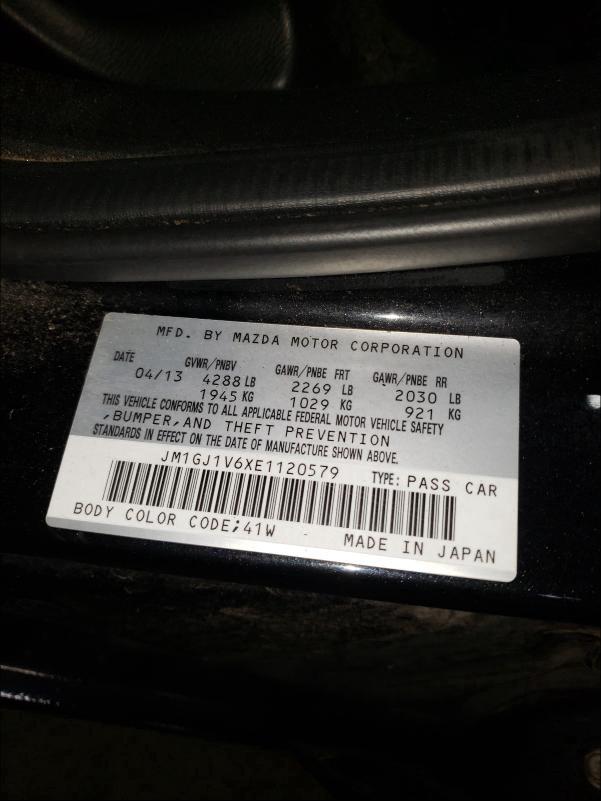 MFD. BY MAZDA MOTOR CORPORATION
DATE GVWR/PNBV GAWR/PNBE FRT GAWR/PNBE RR
04/13 4288 LB 2269 LB 2030 LB
1945 KG 1029 KG 921 KG
THIS VEHICLE CONFORMS TO ALL APPLICABLE FEDERAL MOTOR VEHICLE SAFETY
,BUMPER,AND THEFT PREVENTION
STANDARDS IN EFFECT ON THE DATE OF MANUFACTURE SHOWN ABOVE.
JM1GJ1V6XE1120579 TYPE: PASS CAR
BODY COLOR CODE;41W MADE IN JAPAN